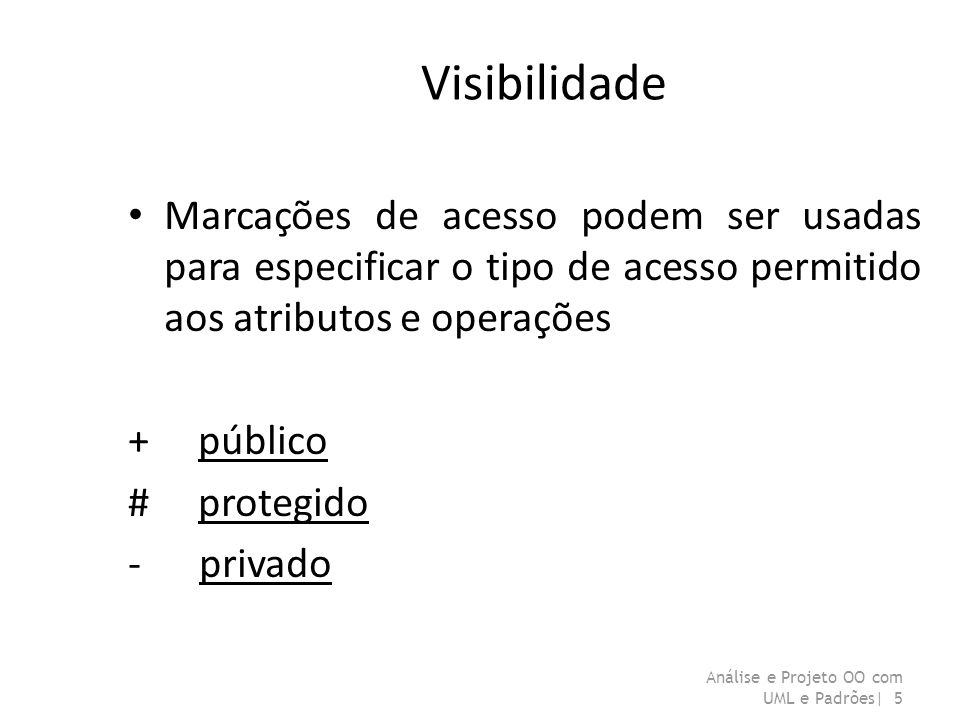 Visibilidade
• Marcações de acesso podem ser usadas
para especificar o tipo de acesso permitido
aos atributos e operações
+ público
# protegido
- privado
Análise e Projeto OO com
UML e Padrões| 5